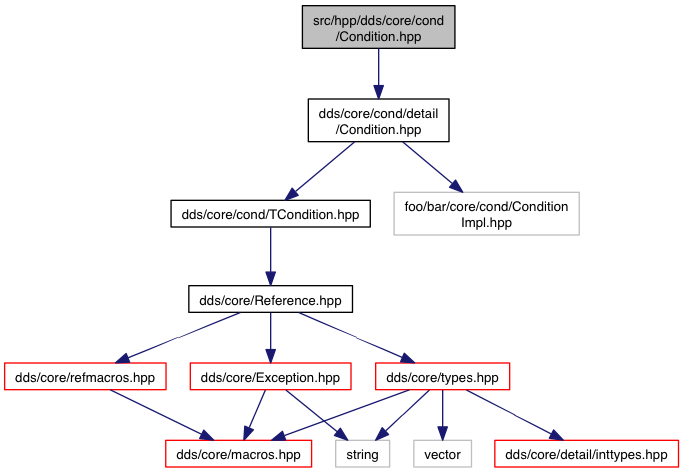 src/hpp/dds/core/cond
/Condition.hpp
dds/core/cond/detail
/Condition.hpp
dds/core/cond/TCondition.hpp
foo/bar/core/cond/Condition
Impl.hpp
dds/core/Reference.hpp
dds/core/refmacros.hpp
dds/core/Exception.hpp
dds/core/types.hpp
dds/core/macros.hpp
string
vector
dds/core/detail/inttypes.hpp